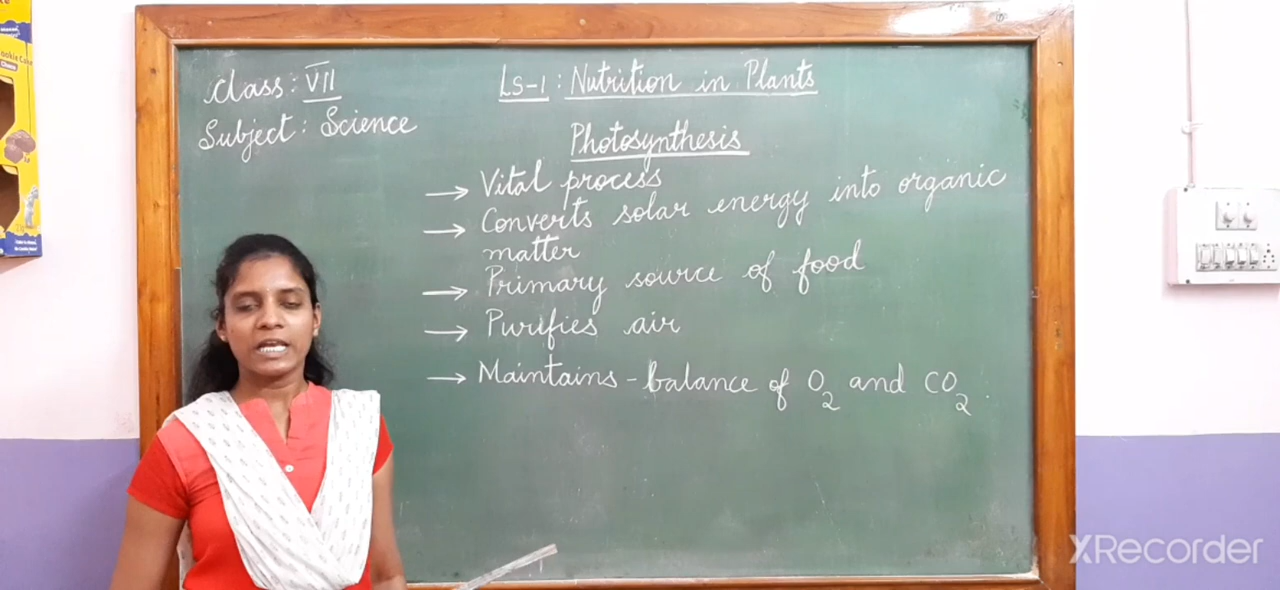 Class: VII
Subject: Science
LS-1: Nutrition in Plants
Photosynthesis
→ Vital process
→ Converts solar energy into organic
matter
→ Primary source of food
→ Purifies air
→ Maintains - balance of O₂ and CO₂.
XRecorder